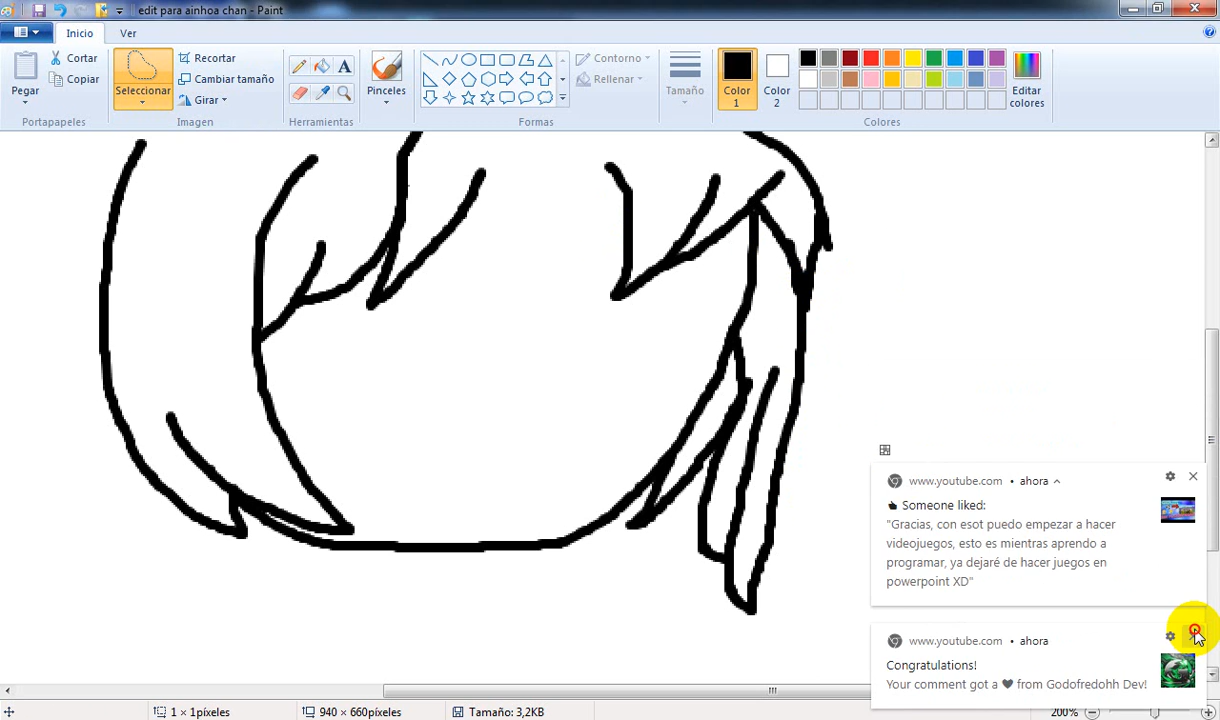 edit para ainhoa chan - Paint
Inicio
Ver
Pegar
Cortar
Copiar
Portapapeles
Seleccionar
Recortar
Cambiar tamaño
Girar
Imagen
A
Herramientas
Pinceles
Contorno
Rellenar
Formas
Tamaño
Color
1
Color
2
Editar
colores
Colores
www.youtube.com • ahora
Someone liked:
"Gracias, con esot puedo empezar a hacer
videojuegos, esto es mientras aprendo a
programar, ya dejaré de hacer juegos en
powerpoint XD"
www.youtube.com • ahora
Congratulations!
Your comment got a ♥ from Godofredohh Dev!
1 × 1píxeles
940 × 660píxeles
Tamaño: 3,2KB
200%